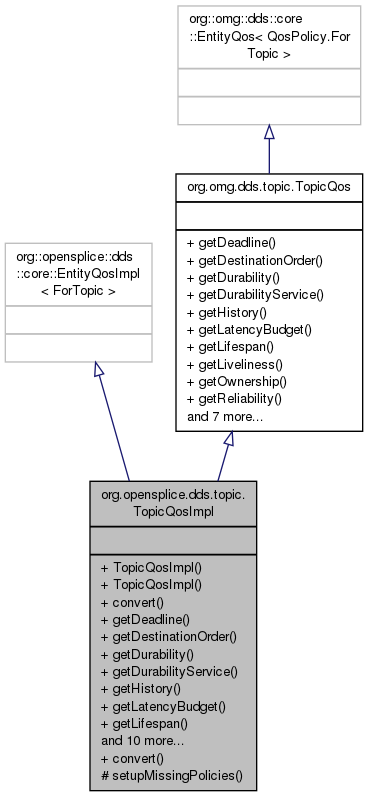 org::omg::dds::core
::EntityQos< QosPolicy.For
Topic >
org.omg.dds.topic.TopicQos
+ getDeadline()
+ getDestinationOrder()
+ getDurability()
+ getDurabilityService()
+ getHistory()
+ getLatencyBudget()
+ getLifespan()
+ getLiveliness()
+ getOwnership()
+ getReliability()
and 7 more...
org::opensplice::dds
::core::EntityQosImpl
< ForTopic >
org.opensplice.dds.topic.
TopicQosImpl
+ TopicQosImpl()
+ TopicQosImpl()
+ convert()
+ getDeadline()
+ getDestinationOrder()
+ getDurability()
+ getDurabilityService()
+ getHistory()
+ getLatencyBudget()
+ getLifespan()
and 10 more...
+ convert()
# setupMissingPolicies()